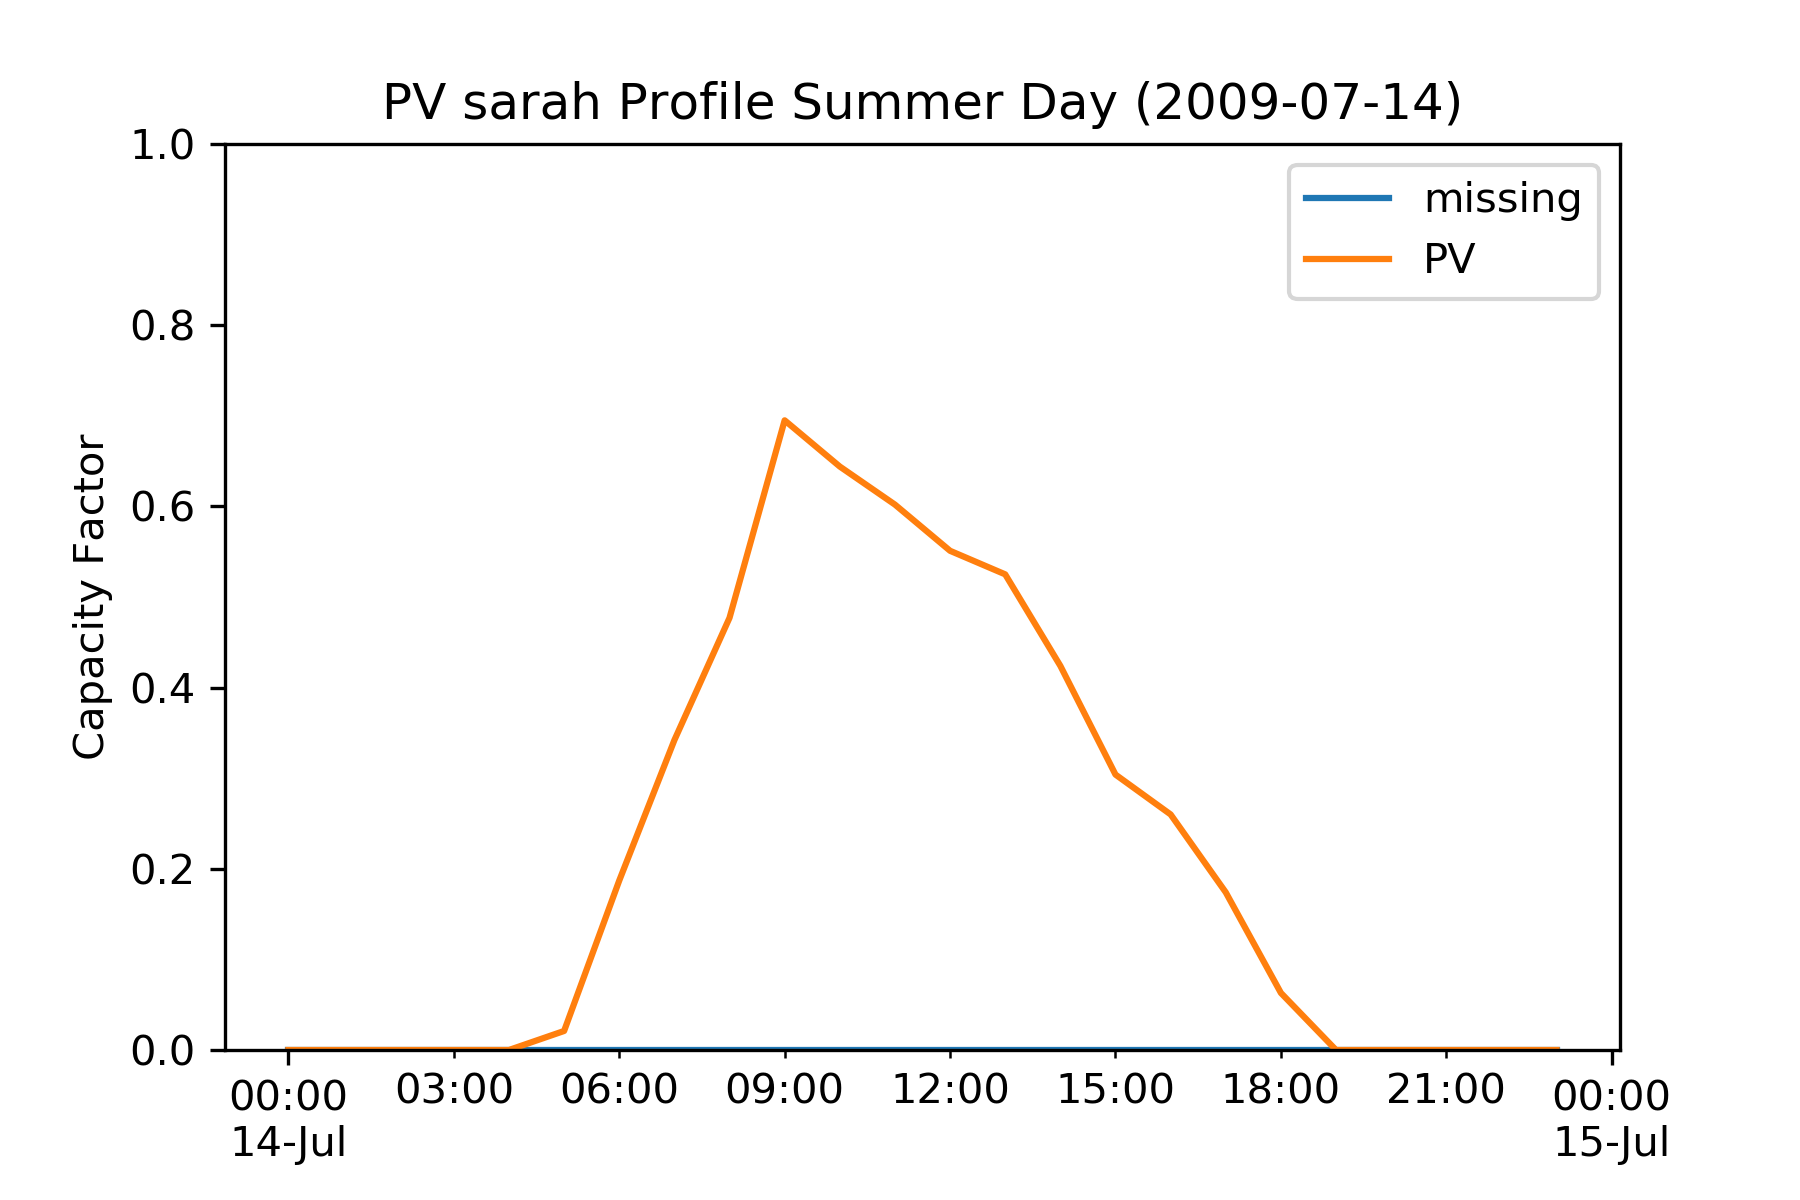 PV sarah Profile Summer Day (2009-07-14)
1.0
0.8
0.6
0.4
0.2
0.0
Capacity Factor
missing
PV
00:00 03:00 06:00 09:00 12:00 15:00 18:00 21:00 00:00
14-Jul 15-Jul